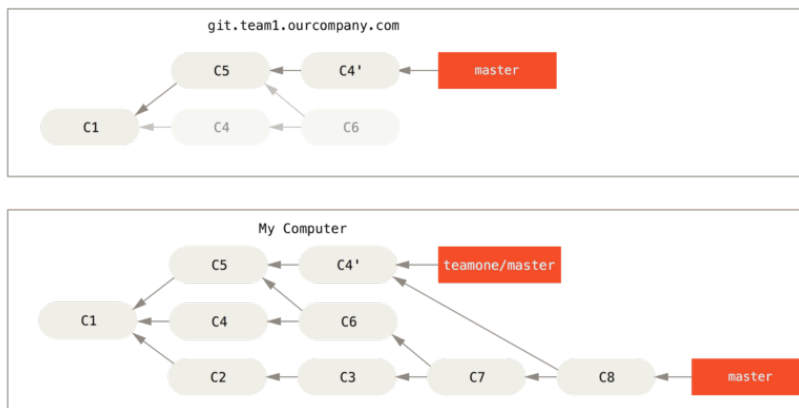 git.team1.ourcompany.com
C5 C4' master
C1 C4 C6
My Computer
C5 C4' teamone/master
C1 C4 C6
C2 C3 C7 C8 master